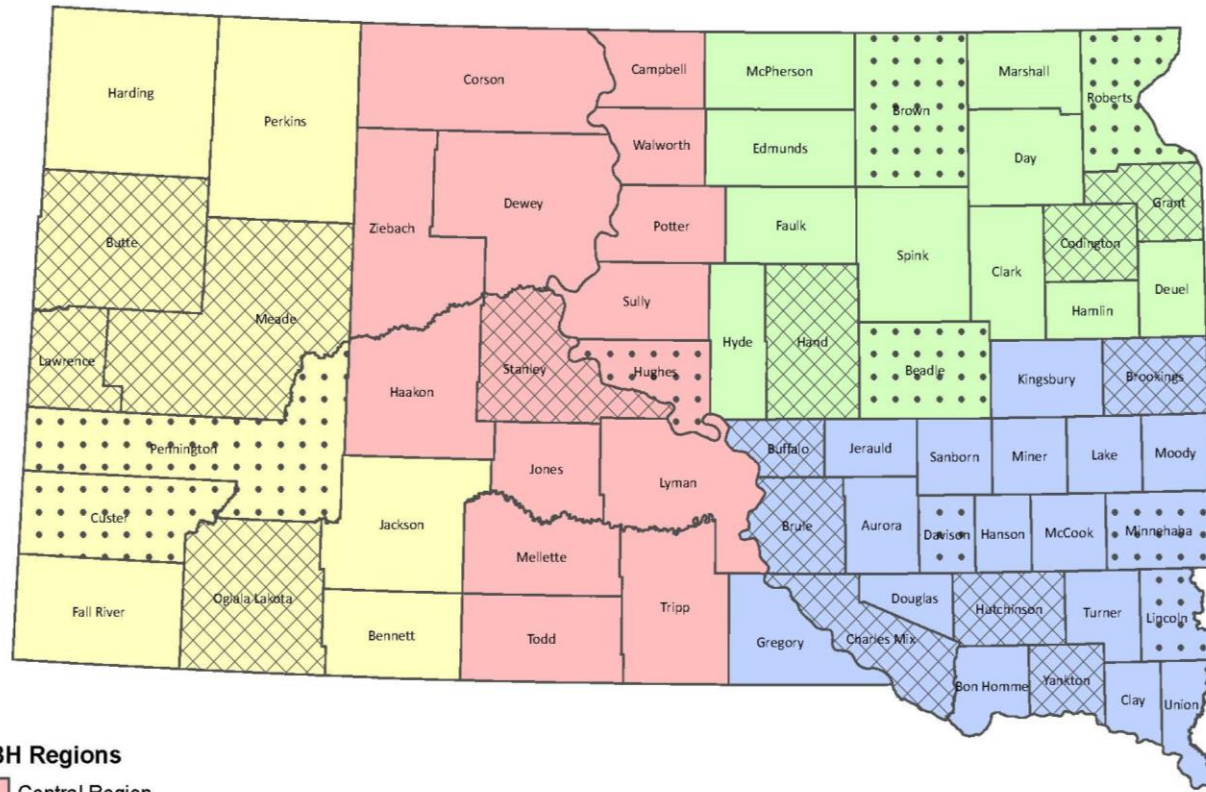 Harding
Perkins
Corson
Campbell
McPherson
Brown
Marshall
Roberts
Walworth
Edmunds
Day
Butte
Ziebach
Dewey
Potter
Faulk
Spink
Clark
Codington
Grant
Meade
Sully
Hyde
Hand
Hamlin
Deuel
Lawrence
Haakon
Stanley
Hughes
Beadle
Kingsbury
Brookings
Pennington
Jones
Lyman
Buffalo
Jerauld
Sanborn
Miner
Lake
Moody
Custer
Jackson
Mellette
Brule
Aurora
Davison
Hanson
McCook
Minnehaha
Fall River
Oglala Lakota
Bennett
Todd
Tripp
Gregory
Charles Mix
Douglas
Hutchinson
Turner
Lincoln
Bon Homme
Yankton
Clay
Union
Regions
Central Region